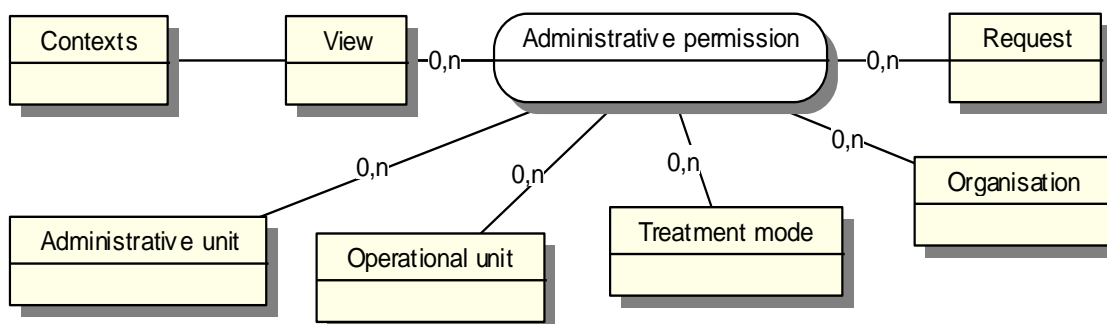 Contexts
View
Administrative permission
Request
0,n
0,n
0,n
0,n
0,n
0,n
Organisation
Administrative unit
Operational unit
Treatment mode